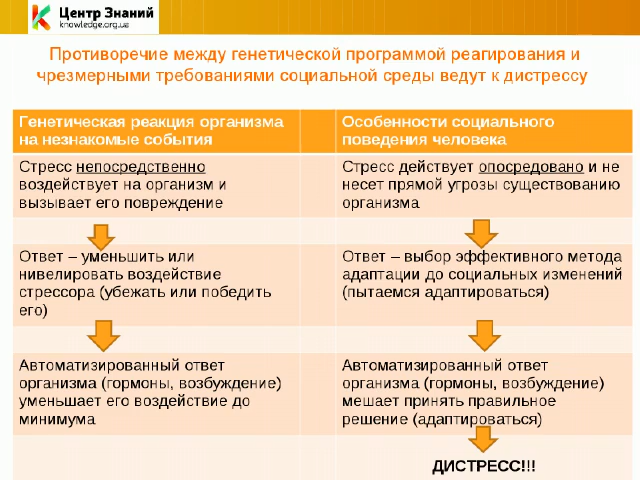 Центр Знаний
knowledge.org.ua
Противоречие между генетической программой реагирования и
чрезмерными требованиями социальной среды ведут к дистрессу
Генетическая реакция организма
на незнакомые события
Особенности социального
поведения человека
Стресс непосредственно
воздействует на организм и
вызывает его повреждение
Стресс действует опосредовано и не
несет прямой угрозы существованию
организма
Ответ – уменьшить или
нивелировать воздействие
стрессора (убежать или победить
его)
Ответ – выбор эффективного метода
адаптации до социальных изменений
(пытаемся адаптироваться)
Автоматизированный ответ
организма (гормоны, возбуждение)
уменьшает его воздействие до
минимума
Автоматизированный ответ
организма (гормоны, возбуждение)
мешает принять правильное
решение (адаптироваться)
ДИСТРЕСС!!!